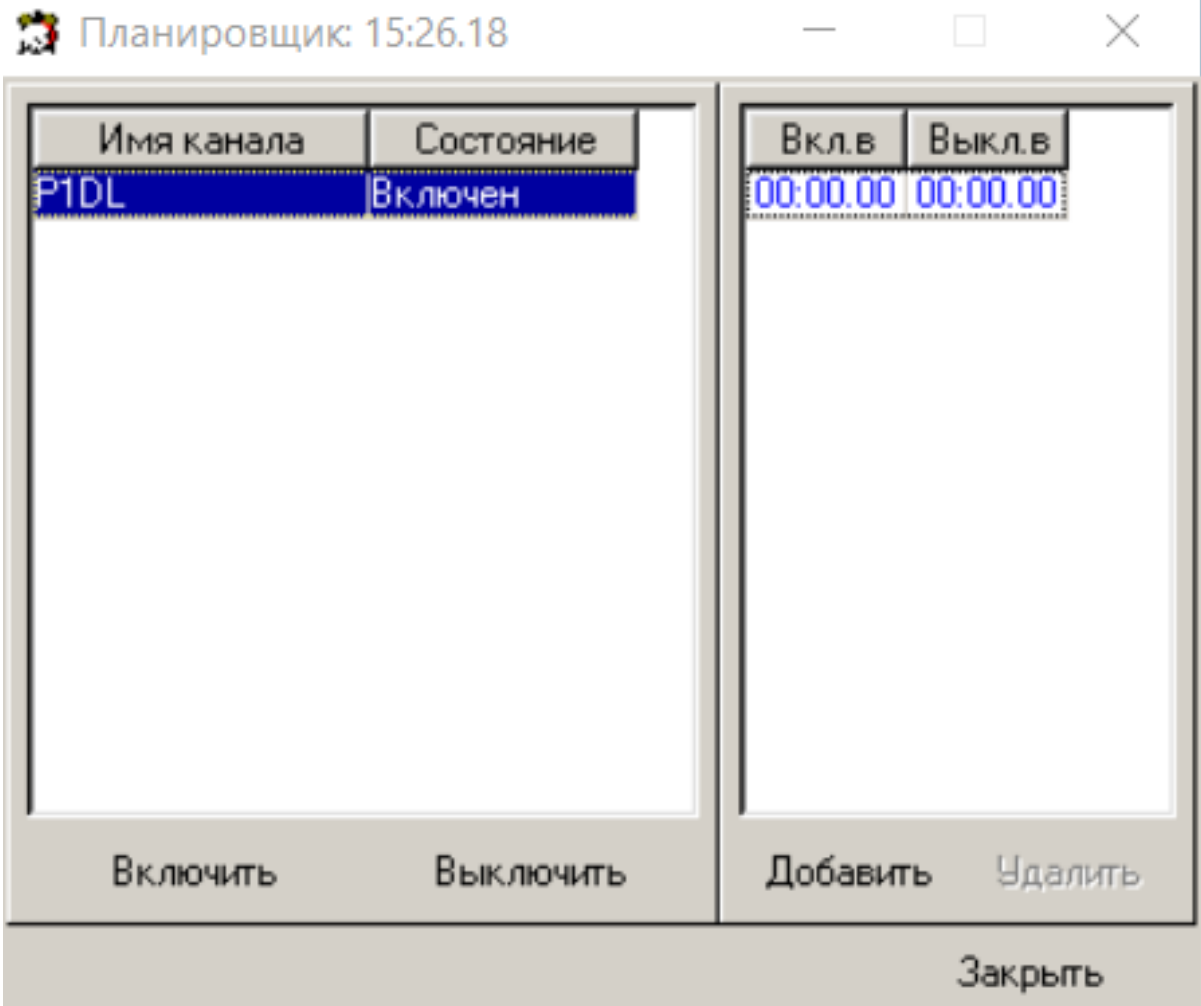 Планировщик: 15:26.18
Имя канала Состояние Вкл.в Выкл.в
P1DL Включен 00:00.00 00:00.00
Включить Выключить Добавить Удалить
Закрыть